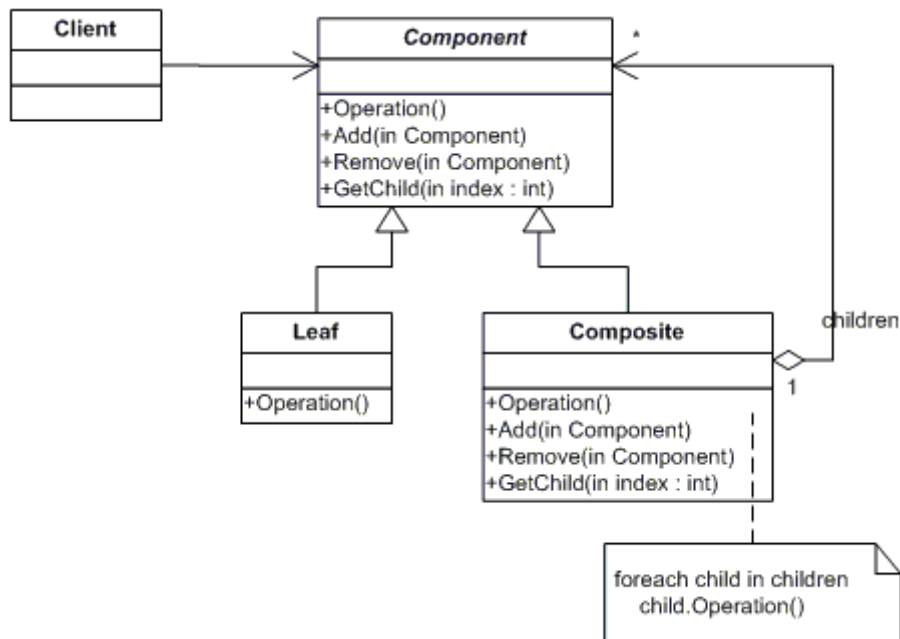 Client
Component
*
+Operation()
+Add(in Component)
+Remove(in Component)
+GetChild(in index : int)
children
Leaf
+Operation()
Composite
1
+Operation()
+Add(in Component)
+Remove(in Component)
+GetChild(in index : int)
foreach child in children
child.Operation()